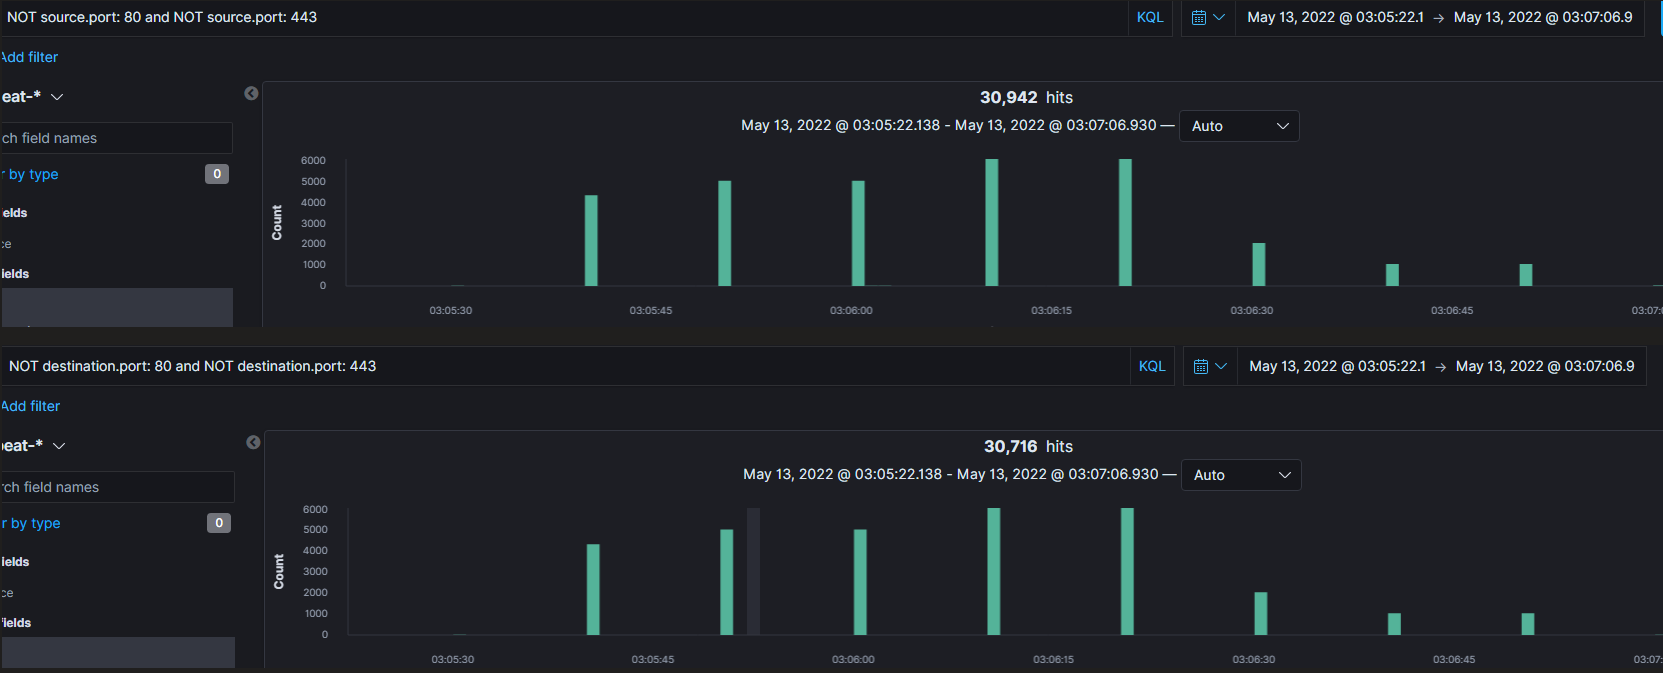 NOT source.port: 80 and NOT source.port: 443
KQL
May 13, 2022 @ 03:05:22.1 → May 13, 2022 @ 03:07:06.9
Add filter
eat-*
30,942 hits
ch field names
May 13, 2022 @ 03:05:22.138 - May 13, 2022 @ 03:07:06.930 —
Auto
r by type
0
elds
ce
ields
Count
6000
5000
4000
3000
2000
1000
0
03:05:30
03:05:45
03:06:00
03:06:15
03:06:30
03:06:45
03:07:0
NOT destination.port: 80 and NOT destination.port: 443
KQL
May 13, 2022 @ 03:05:22.1 → May 13, 2022 @ 03:07:06.9
Add filter
eat-*
30,716 hits
rch field names
May 13, 2022 @ 03:05:22.138 - May 13, 2022 @ 03:07:06.930 —
Auto
r by type
0
ields
ce
fields
Count
6000
5000
4000
3000
2000
1000
0
03:05:30
03:05:45
03:06:00
03:06:15
03:06:30
03:06:45
03:07: